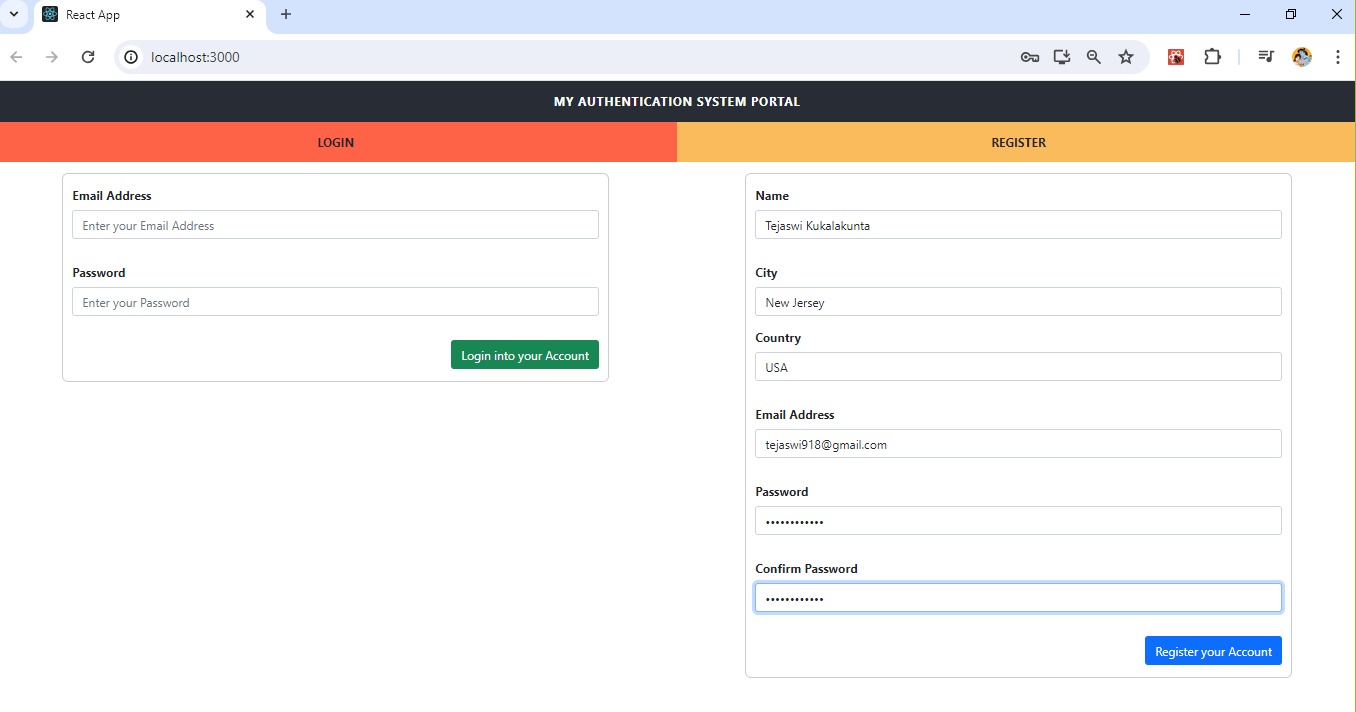 React App
localhost:3000
MY AUTHENTICATION SYSTEM PORTAL
LOGIN
REGISTER
Email Address
Enter your Email Address
Password
Enter your Password
Login into your Account
Name
Tejaswi Kukalakunta
City
New Jersey
Country
USA
Email Address
tejaswi918@gmail.com
Password
••••••••••••
Confirm Password
••••••••••••
Register your Account